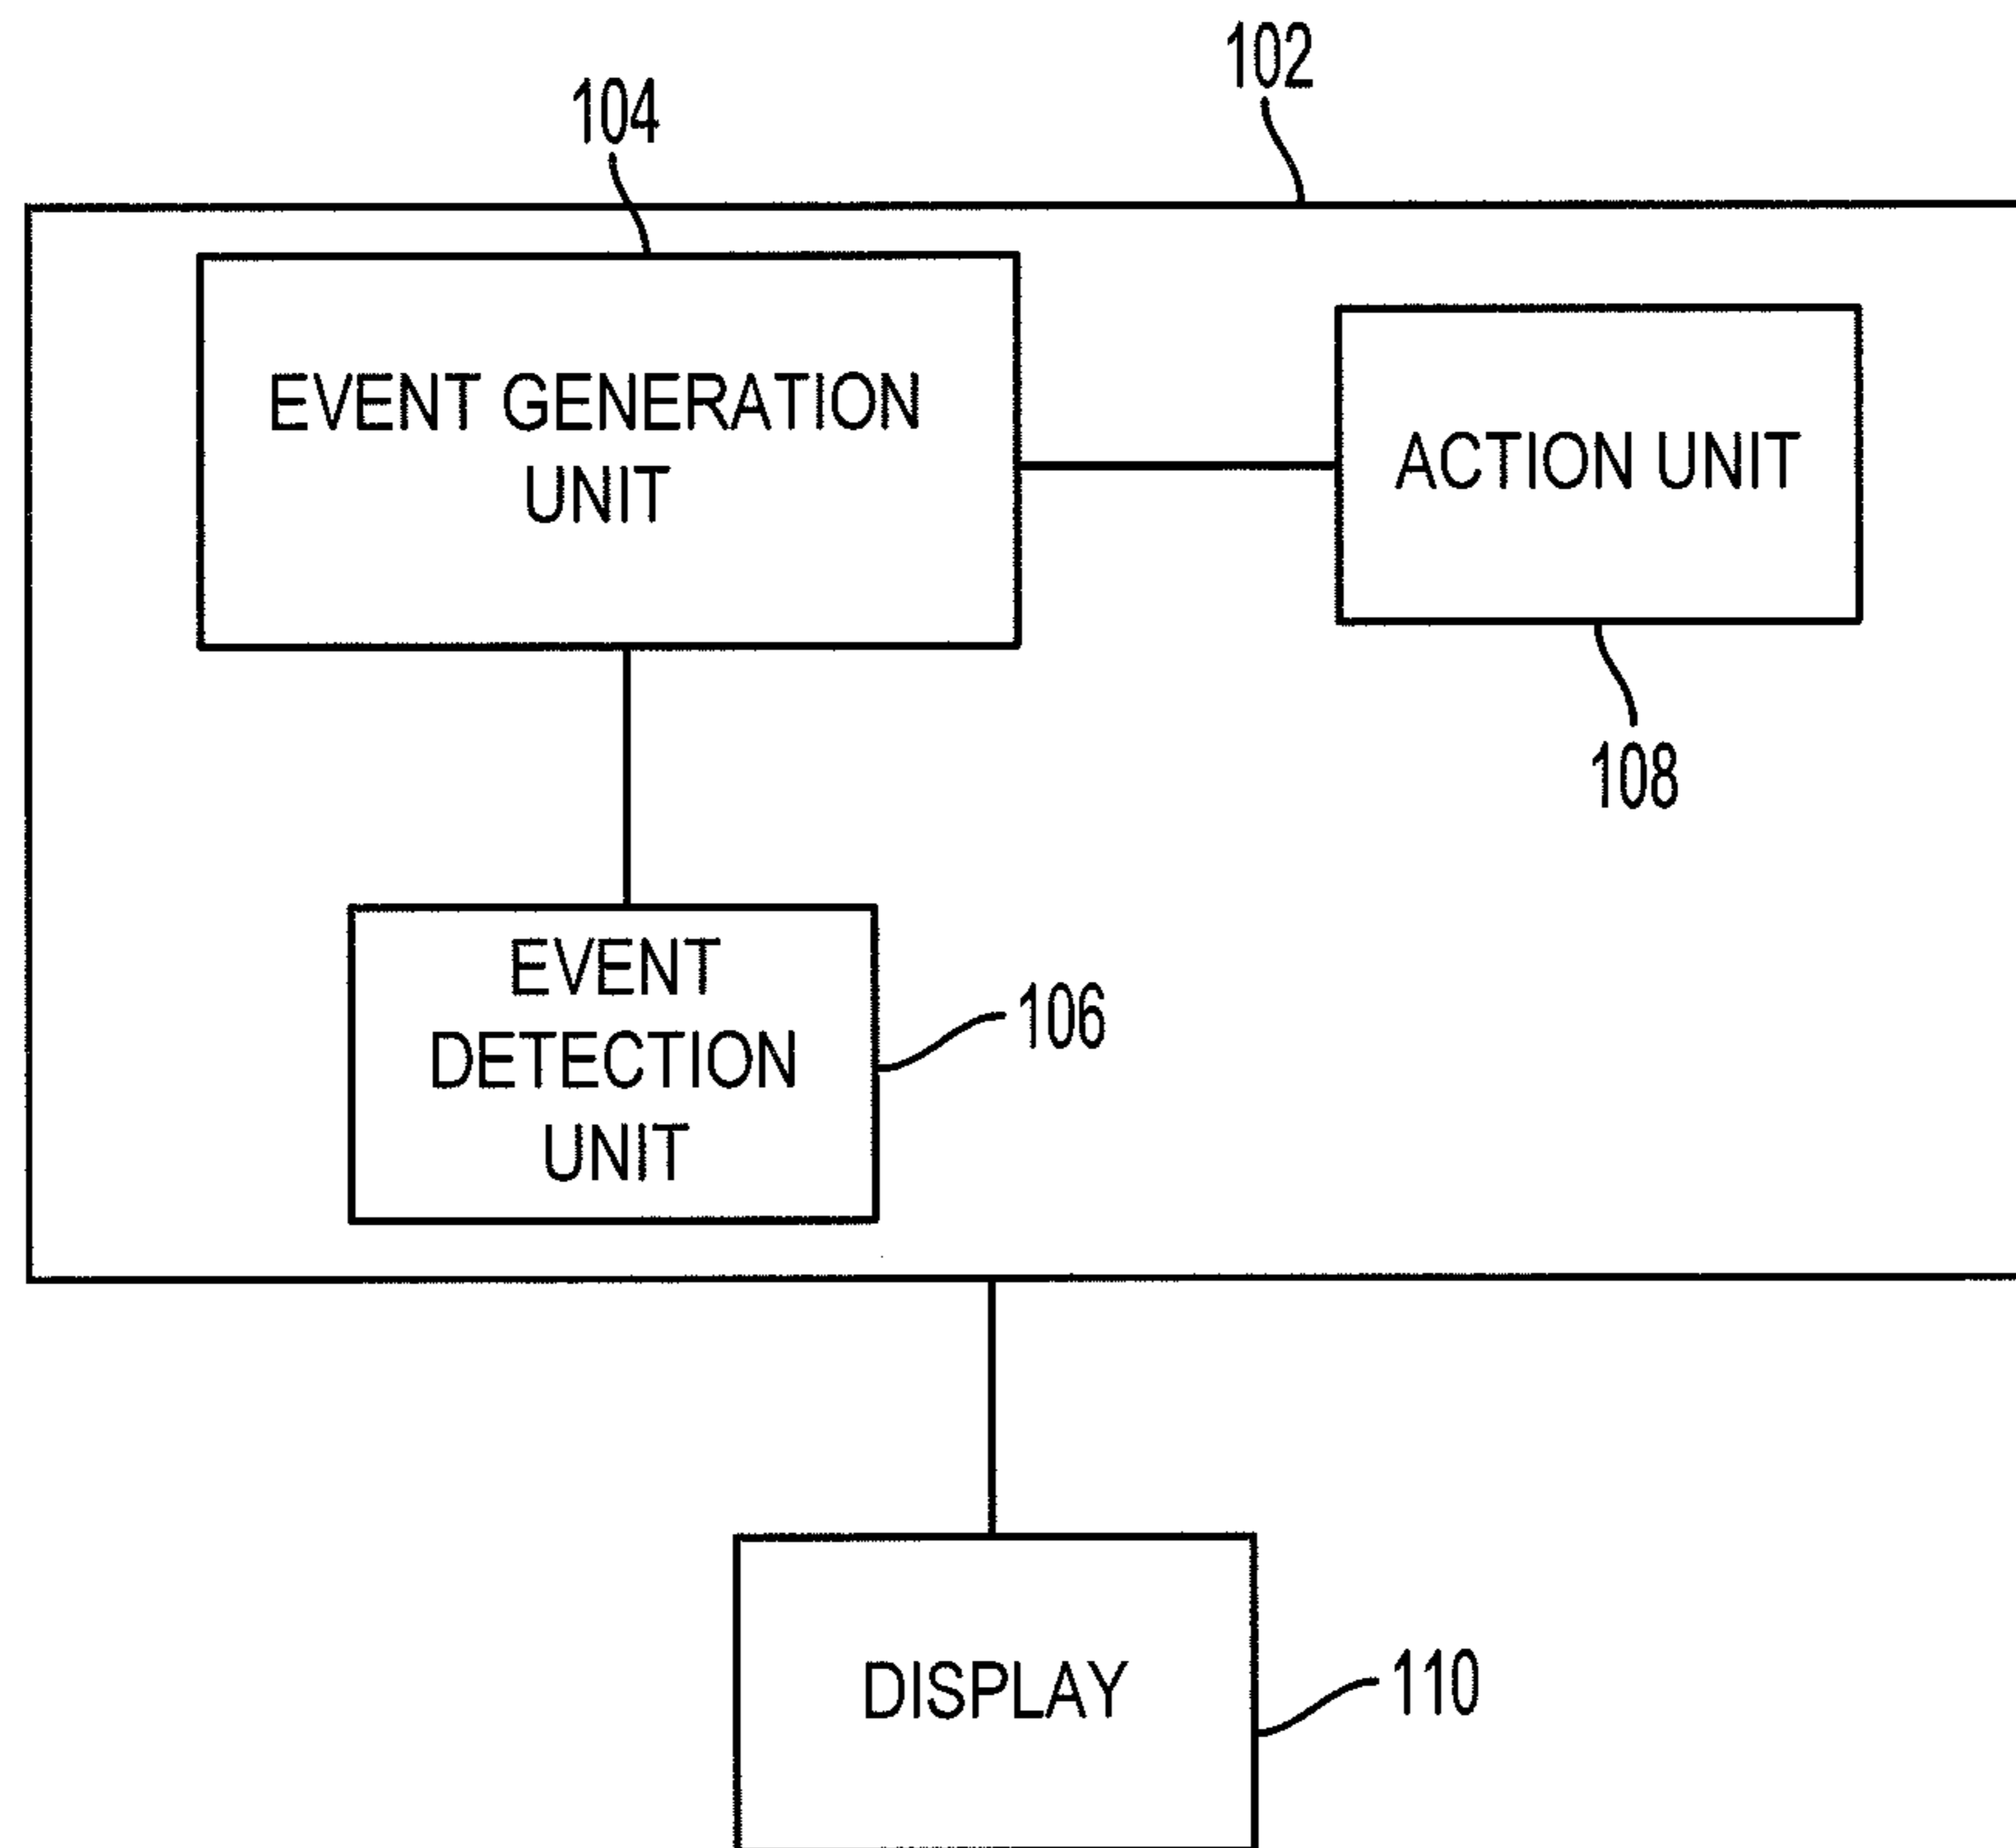 102
104
EVENT GENERATION
UNIT
ACTION UNIT
108
EVENT
DETECTION
UNIT
106
DISPLAY
110